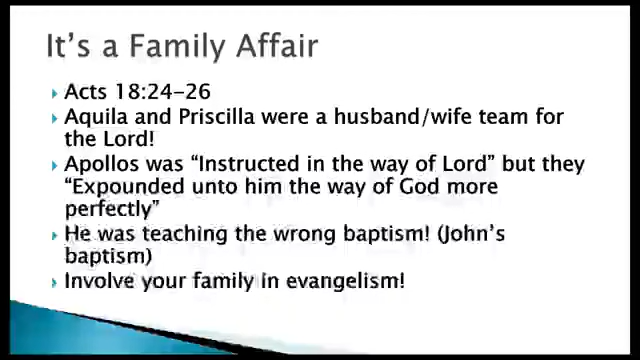 It's a Family Affair
Acts 18:24-26
Aquila and Priscilla were a husband/wife team for
the Lord!
Apollos was "Instructed in the way of Lord" but they
"Expounded unto him the way of God more
perfectly"
He was teaching the wrong baptism! (John's
baptism)
Involve your family in evangelism!